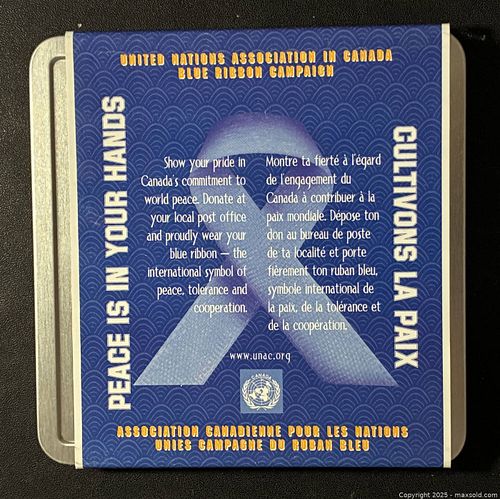 UNITED NATIONS ASSOCIATION IN CANADA
BLUE RIBBON CAMPAIGN
PEACE IS IN YOUR HANDS
Show your pride in
Canada's commitment to
world peace. Donate at
your local post office
and proudly wear your
blue ribbon – the
international symbol of
peace, tolerance and
cooperation.
Montre ta fierté à l'égard
de l'engagement du
Canada à contribuer à la
paix mondiale. Dépose ton
don au bureau de poste
de ta localité et porte
fièrement ton ruban bleu,
symbole international de
la paix, de la tolérance et
de la coopération.
CULTIVONS LA PAIX
www.unac.org
CANADA
ASSOCIATION CANADIENNE POUR LES NATIONS
UNIES CAMPAGNE DU RUBAN BLEU
Copyright 2025 - maxsold.com